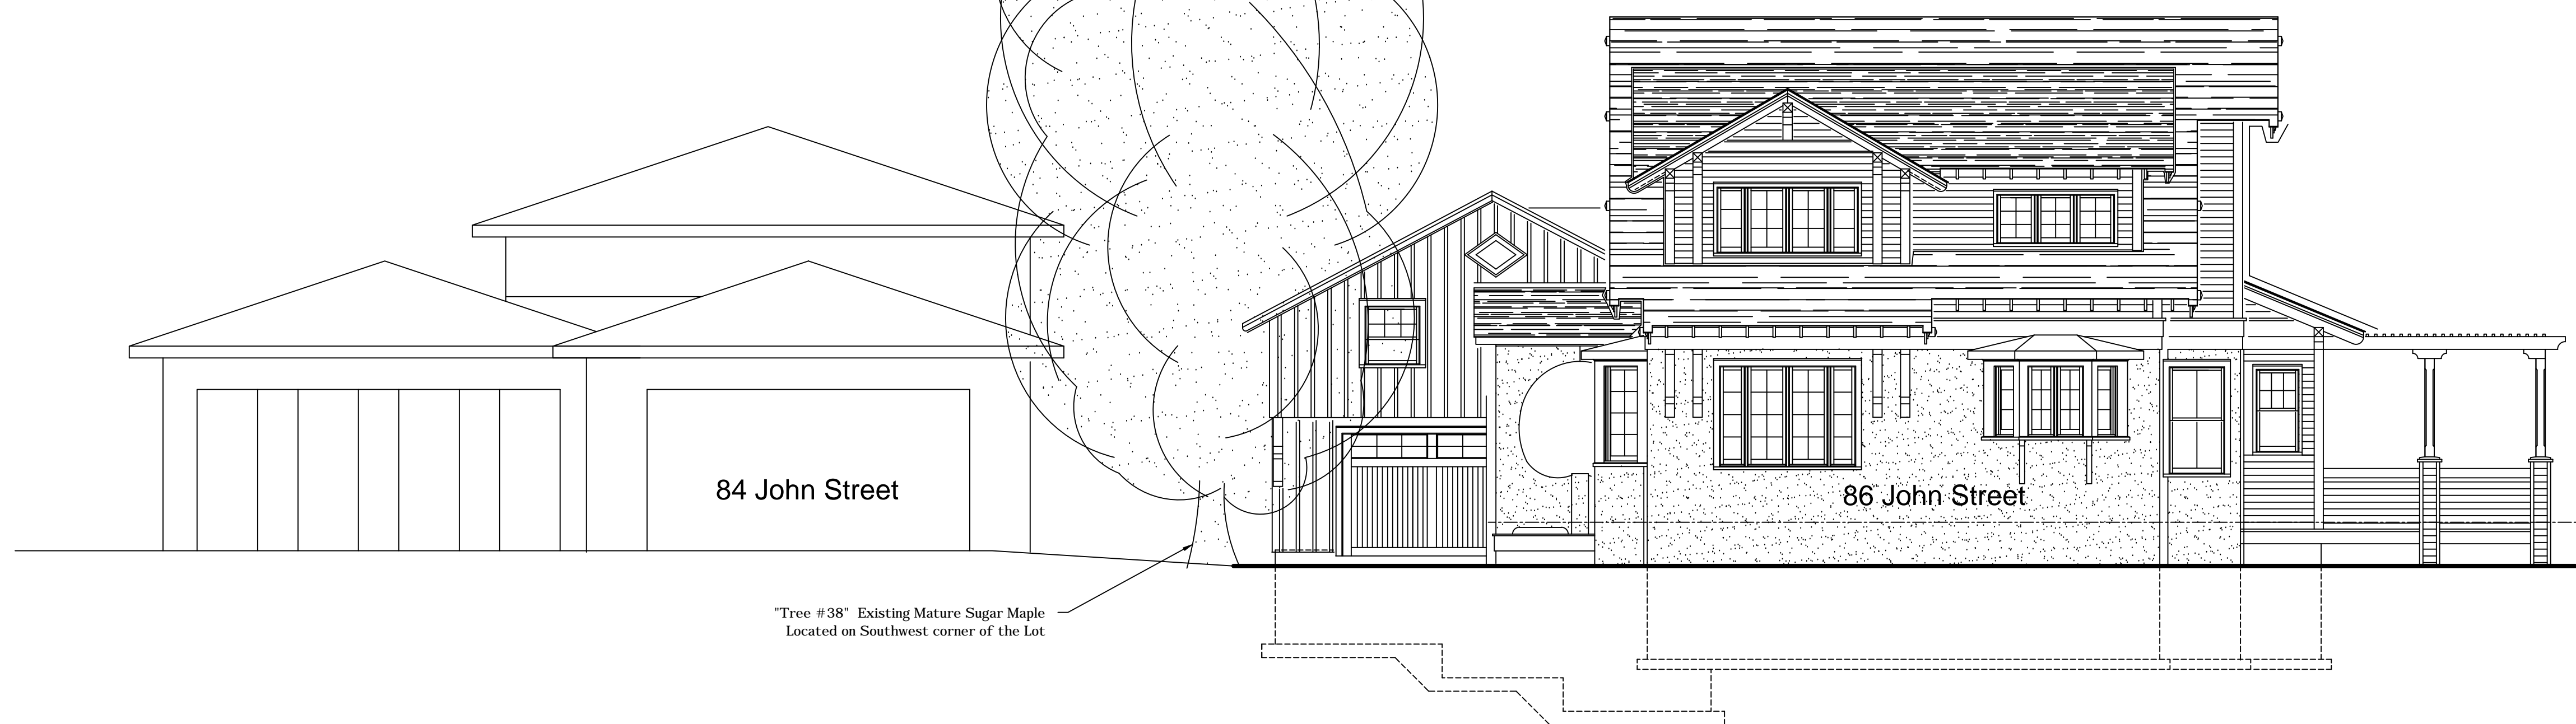 84 John Street
86 John Street
"Tree #38" Existing Mature Sugar Maple
Located on Southwest corner of the Lot